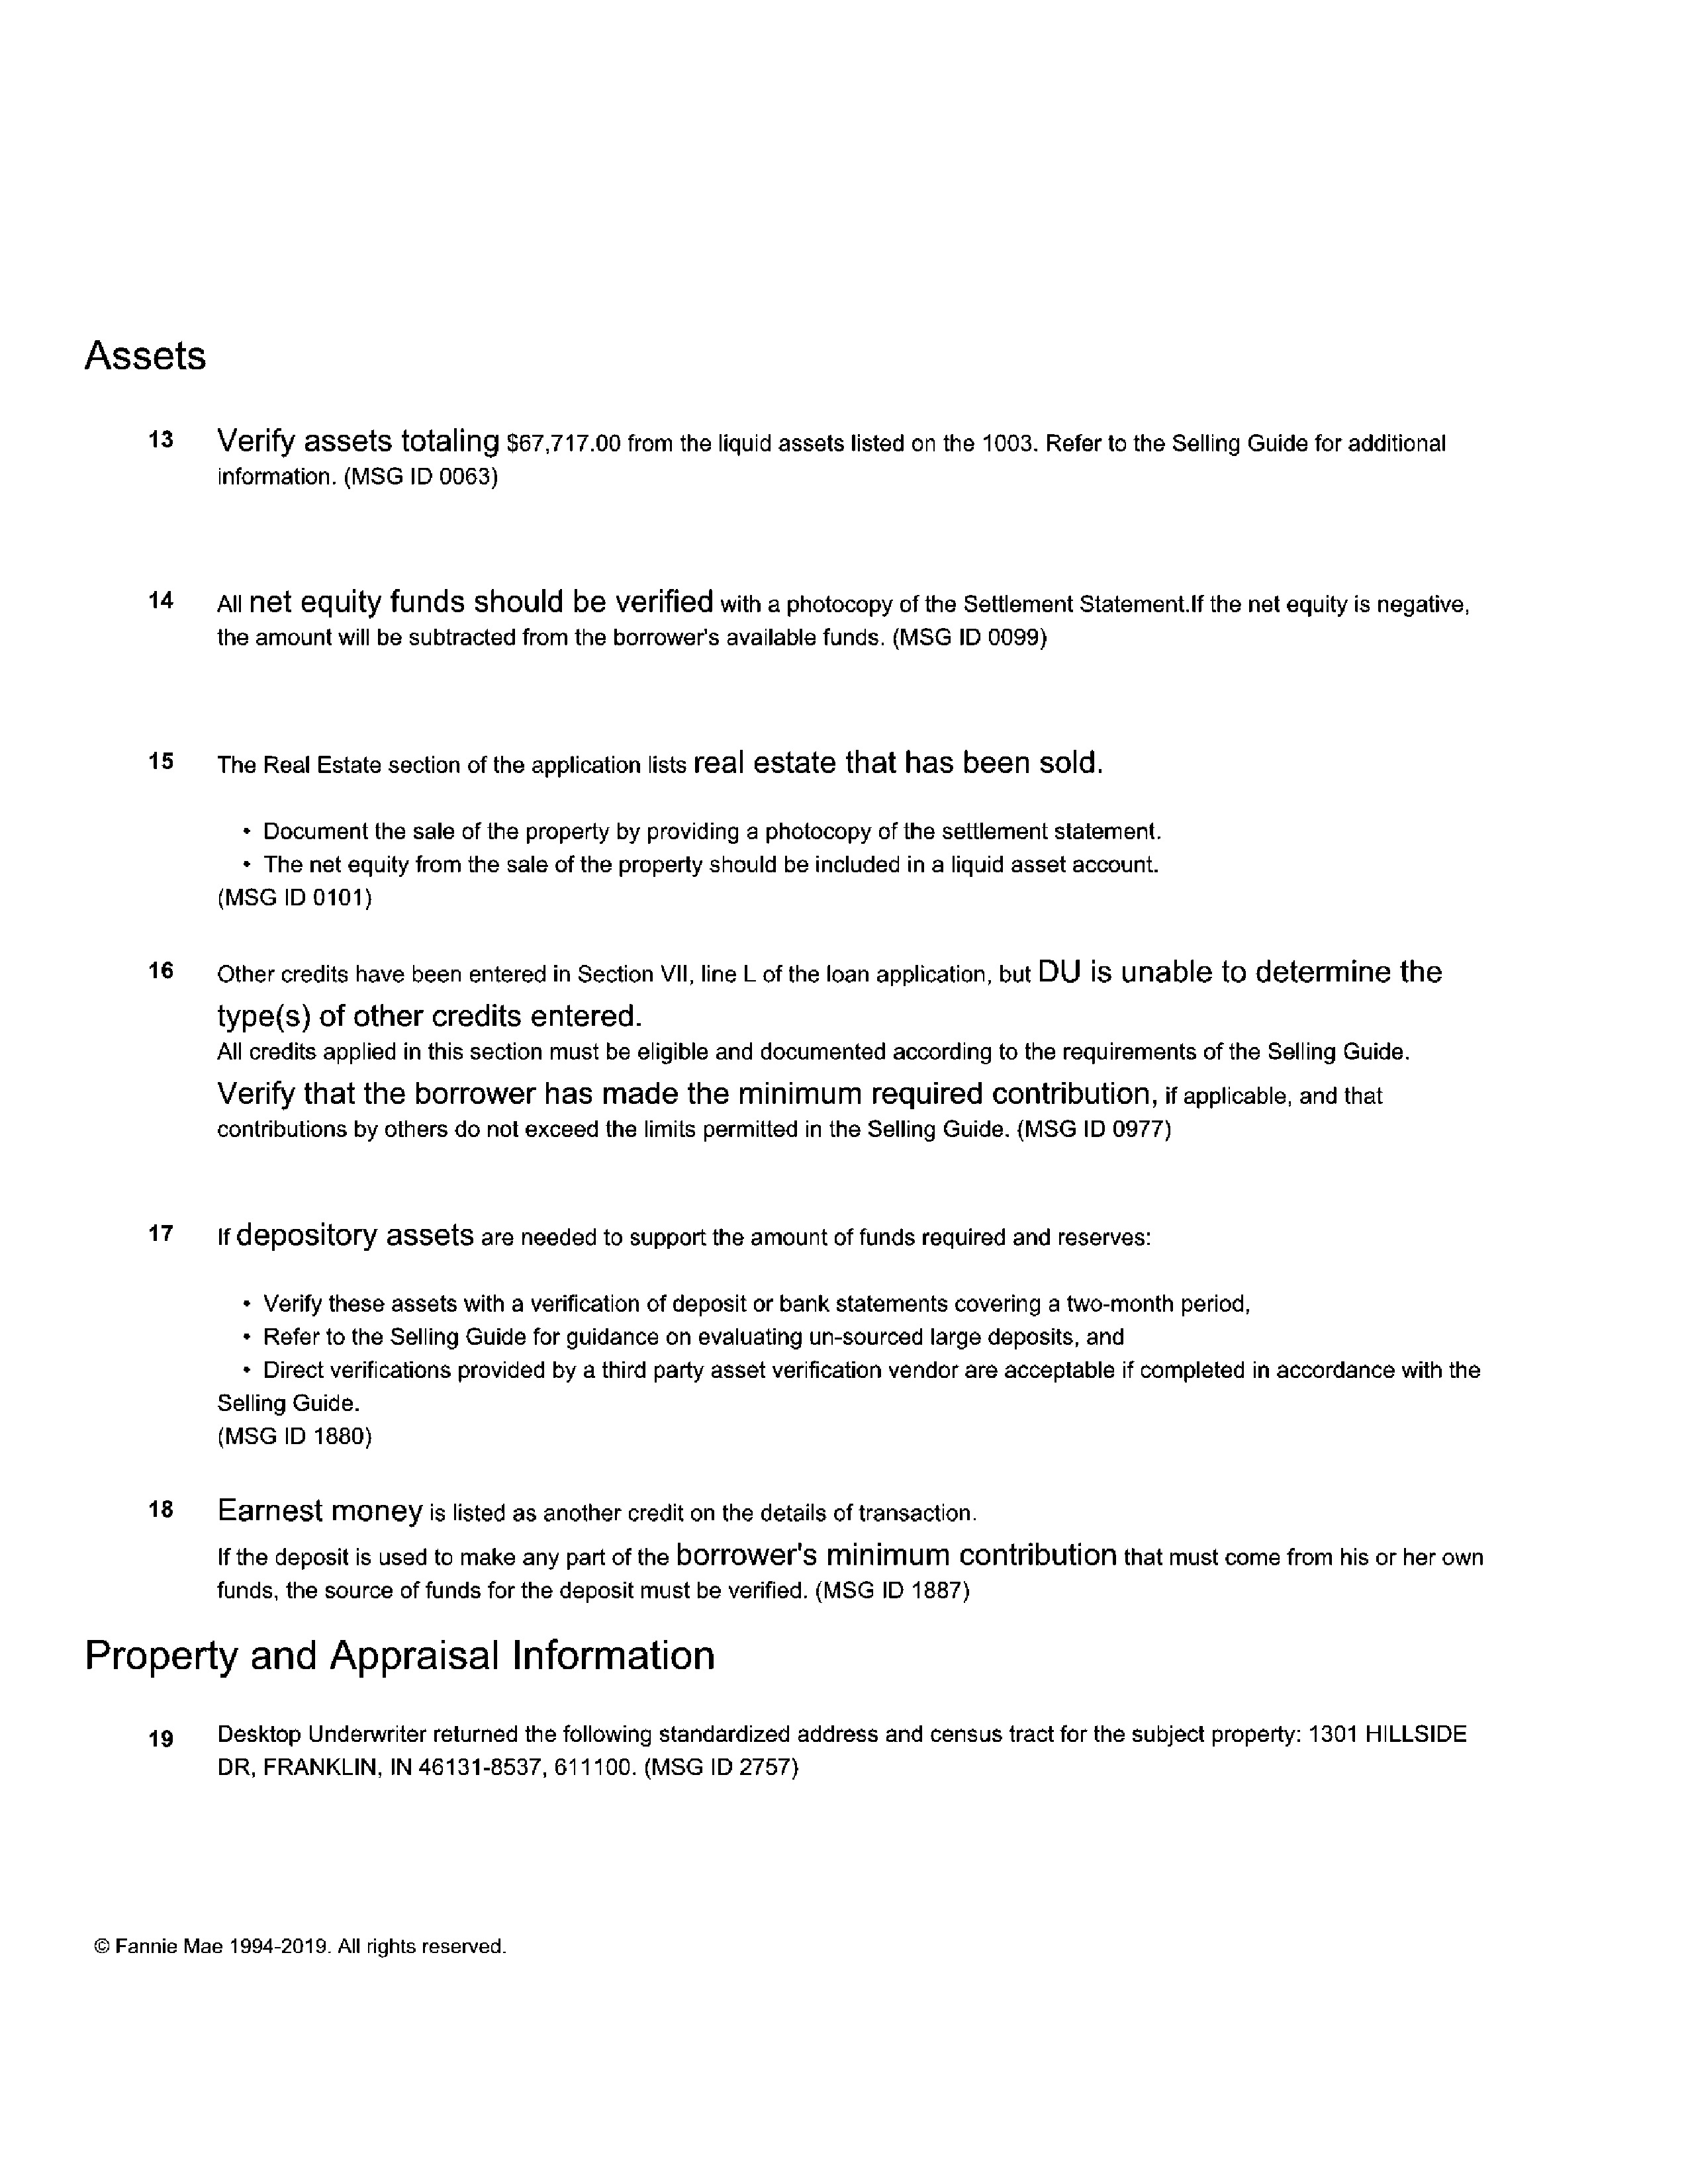 Assets
13 Verify assets totaling $67,717.00 from the liquid assets listed on the 1003. Refer to the Selling Guide for additional
information. (MSG ID 0063)
14 All net equity funds should be verified with a photocopy of the Settlement Statement.If the net equity is negative,
the amount will be subtracted from the borrower's available funds. (MSG ID 0099)
15 The Real Estate section of the application lists real estate that has been sold.
• Document the sale of the property by providing a photocopy of the settlement statement.
• The net equity from the sale of the property should be included in a liquid asset account.
(MSG ID 0101)
16 Other credits have been entered in Section VII, line L of the loan application, but DU is unable to determine the
type(s) of other credits entered.
All credits applied in this section must be eligible and documented according to the requirements of the Selling Guide.
Verify that the borrower has made the minimum required contribution, if applicable, and that
contributions by others do not exceed the limits permitted in the Selling Guide. (MSG ID 0977)
17 If depository assets are needed to support the amount of funds required and reserves:
• Verify these assets with a verification of deposit or bank statements covering a two-month period,
• Refer to the Selling Guide for guidance on evaluating un-sourced large deposits, and
• Direct verifications provided by a third party asset verification vendor are acceptable if completed in accordance with the
Selling Guide.
(MSG ID 1880)
18 Earnest money is listed as another credit on the details of transaction.
If the deposit is used to make any part of the borrower's minimum contribution that must come from his or her own
funds, the source of funds for the deposit must be verified. (MSG ID 1887)
Property and Appraisal Information
19 Desktop Underwriter returned the following standardized address and census tract for the subject property: 1301 HILLSIDE
DR, FRANKLIN, IN 46131-8537, 611100. (MSG ID 2757)
© Fannie Mae 1994-2019. All rights reserved.